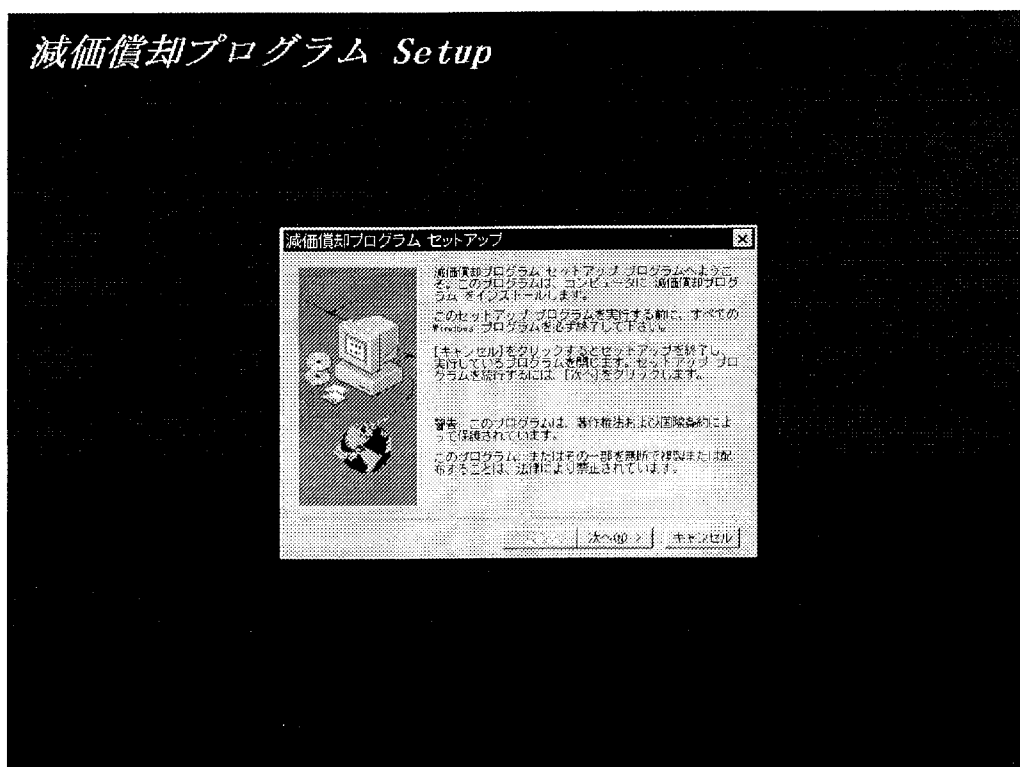 減価償却プログラム Setup
減価償却プログラム セットアップ
減価償却プログラム セットアップ プログラムへようこ
そ。このプログラムは、コンピュータに 減価償却プログ
ラム をインストールします。
このセットアップ プログラムを実行する前に、すべての
Windows プログラムを必ず終了して下さい。
[キャンセル]をクリックするとセットアップを終了し、
実行しているプログラムを閉じます。セットアップ プロ
グラムを続行するには、[次へ]をクリックします。
警告: このプログラムは、著作権法および国際条約によ
って保護されています。
このプログラム、またはその一部を無断で複製または配
布することは、法律により禁止されています。
次へ(N) >
キャンセル